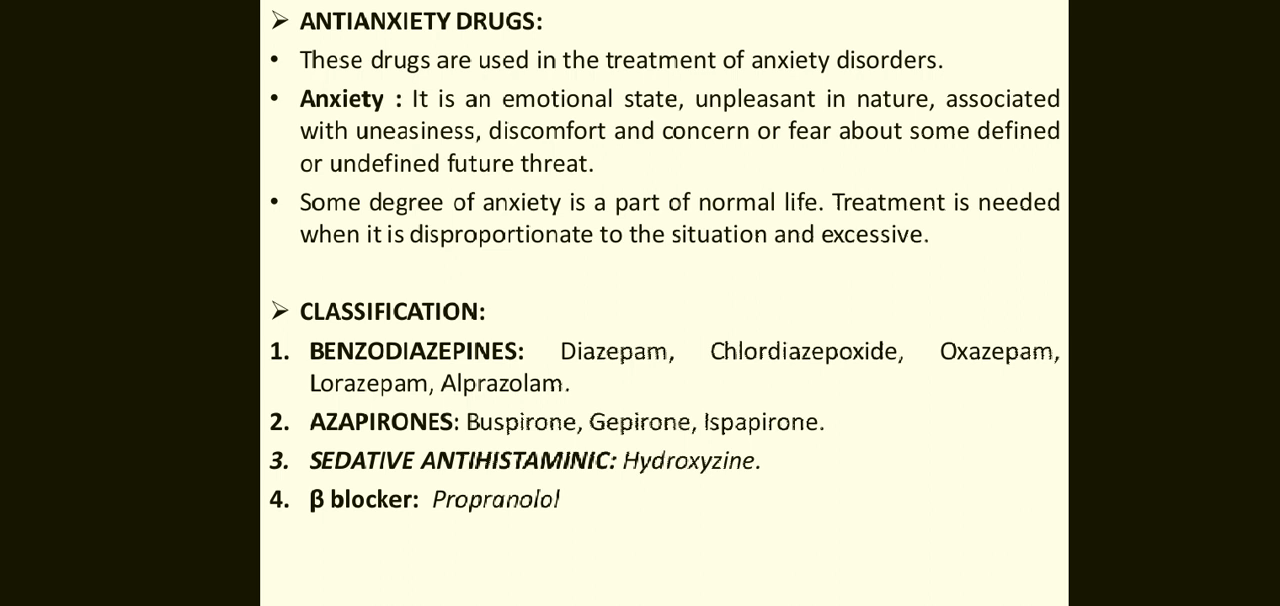 ➢ ANTIANXIETY DRUGS:
• These drugs are used in the treatment of anxiety disorders.
• Anxiety : It is an emotional state, unpleasant in nature, associated
with uneasiness, discomfort and concern or fear about some defined
or undefined future threat.
• Some degree of anxiety is a part of normal life. Treatment is needed
when it is disproportionate to the situation and excessive.
➢ CLASSIFICATION:
1. BENZODIAZEPINES: Diazepam, Chlordiazepoxide, Oxazepam,
Lorazepam, Alprazolam.
2. AZAPIRONES: Buspirone, Gepirone, Ispapirone.
3. SEDATIVE ANTIHISTAMINIC: Hydroxyzine.
4. β blocker: Propranolol